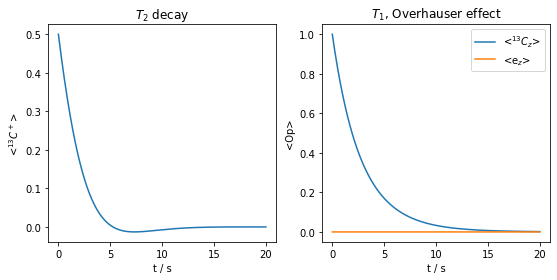 T₂ decay
<¹³C⁺>
0.5
0.4
0.3
0.2
0.1
0.0
0 5 10 15 20
t / s
T₁, Overhauser effect
<Op>
1.0
0.8
0.6
0.4
0.2
0.0
<¹³C_z>
<e_z>
0 5 10 15 20
t / s